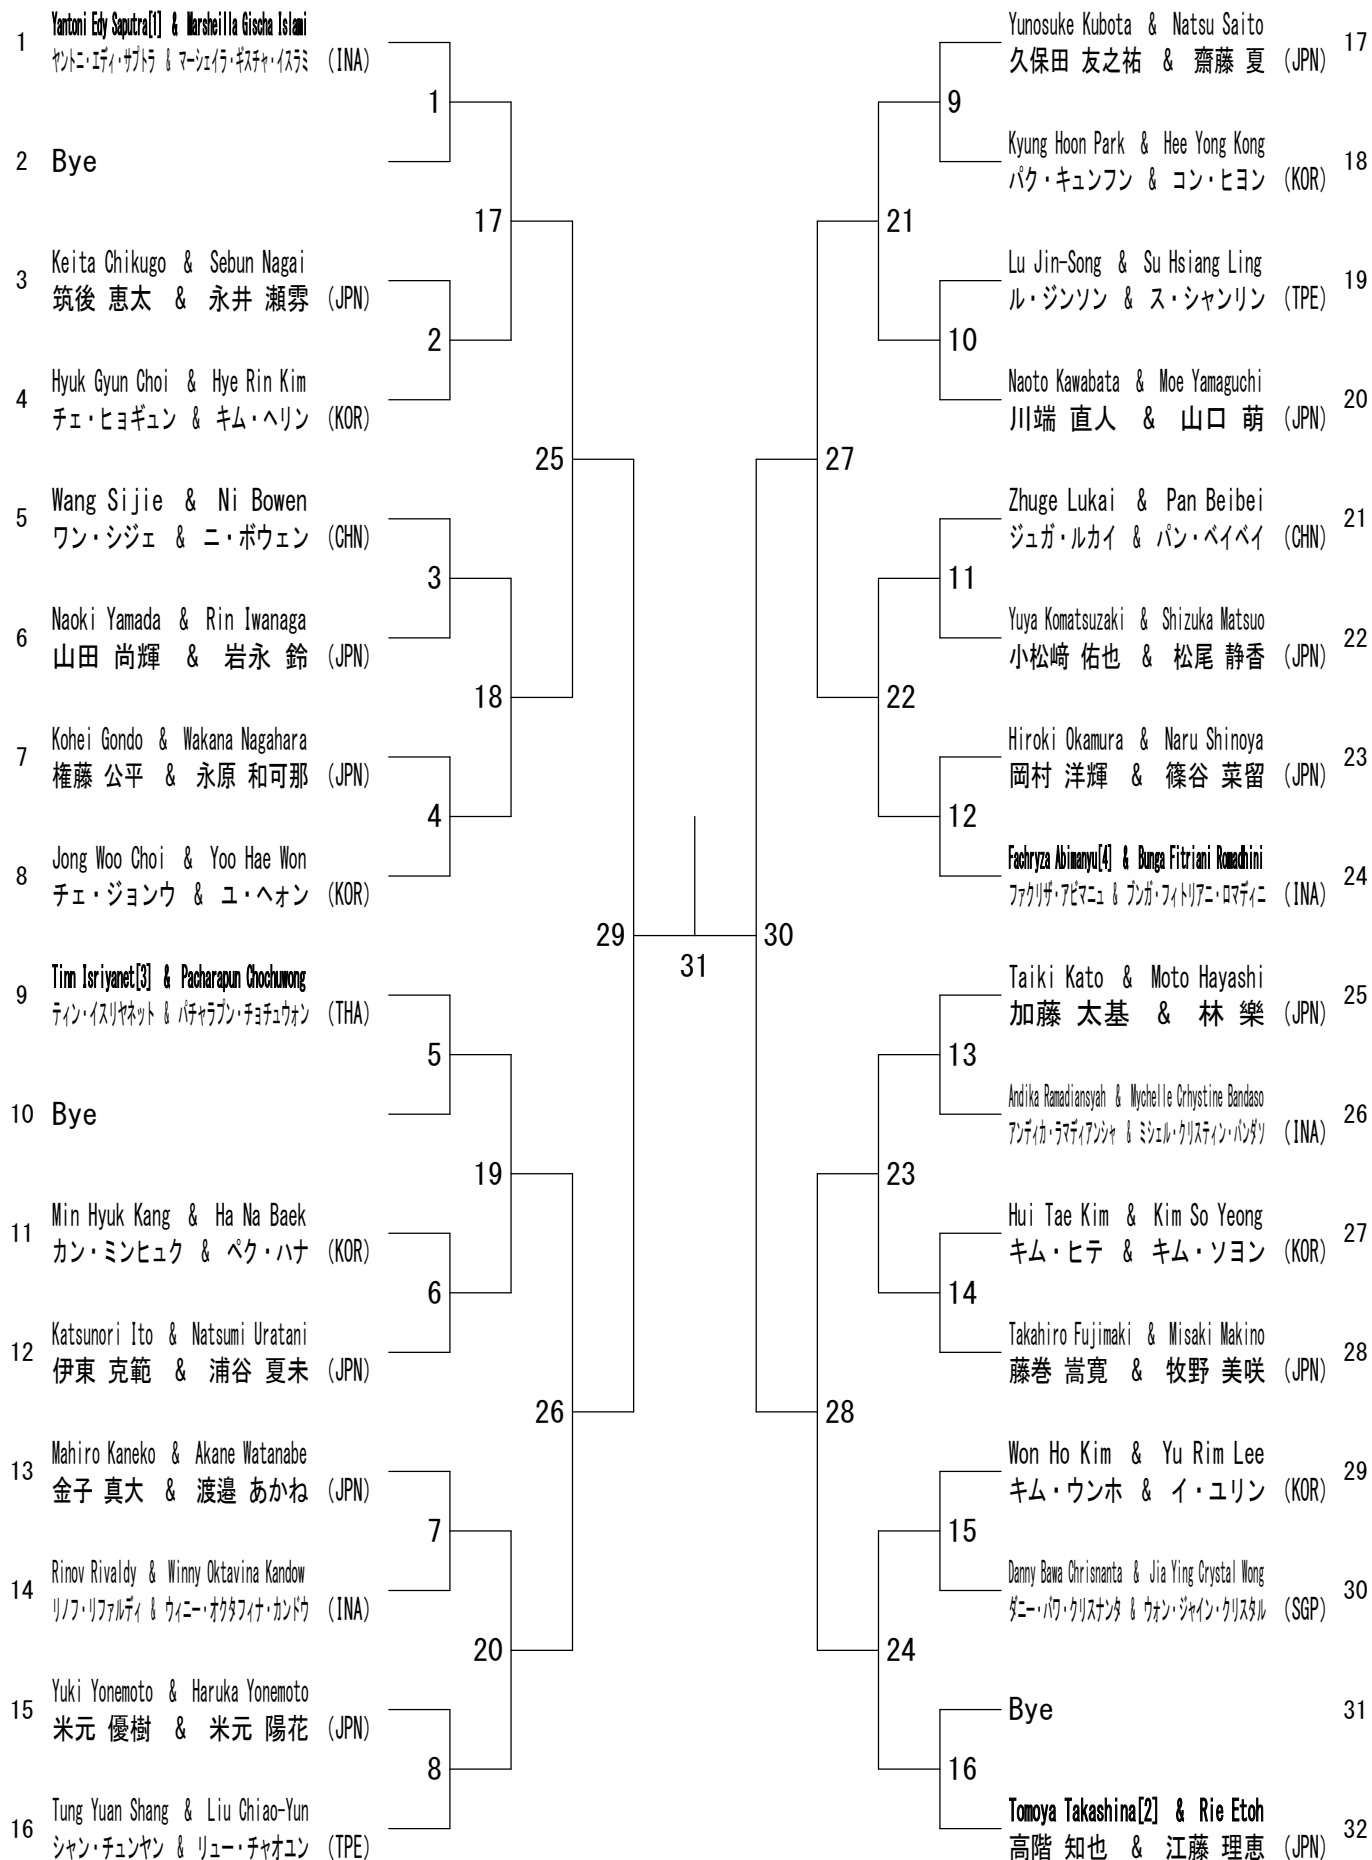 1
Yantoni Edy Saputra[1] & Marsheilla Gischa Islami
ヤントニ・エディ・サプトラ & マーシェイラ・ギスチャ・イスラミ (INA)
2 Bye
3
Keita Chikugo & Sebun Nagai
筑後 恵太 & 永井 瀬雰 (JPN)
4
Hyuk Gyun Choi & Hye Rin Kim
チェ・ヒョギュン & キム・ヘリン (KOR)
5
Wang Sijie & Ni Bowen
ワン・シジェ & ニ・ボウェン (CHN)
6
Naoki Yamada & Rin Iwanaga
山田 尚輝 & 岩永 鈴 (JPN)
7
Kohei Gondo & Wakana Nagahara
権藤 公平 & 永原 和可那 (JPN)
8
Jong Woo Choi & Yoo Hae Won
チェ・ジョンウ & ユ・ヘォン (KOR)
9
Tinn Isriyanet[3] & Pacharapun Chochuwong
ティン・イスリヤネット & パチャラプン・チョチュウォン (THA)
10 Bye
11
Min Hyuk Kang & Ha Na Baek
カン・ミンヒュク & ペク・ハナ (KOR)
12
Katsunori Ito & Natsumi Uratani
伊東 克範 & 浦谷 夏未 (JPN)
13
Mahiro Kaneko & Akane Watanabe
金子 真大 & 渡邉 あかね (JPN)
14
Rinov Rivaldy & Winny Oktavina Kandow
リノフ・リファルディ & ウィニー・オクタフィナ・カンドウ (INA)
15
Yuki Yonemoto & Haruka Yonemoto
米元 優樹 & 米元 陽花 (JPN)
16
Tung Yuan Shang & Liu Chiao-Yun
シャン・チュンヤン & リュー・チャオユン (TPE)
1
2
3
4
5
6
7
8
17
18
19
20
25
26
29
31
30
27
28
21
22
23
24
9
10
11
12
13
14
15
16
Yunosuke Kubota & Natsu Saito
久保田 友之祐 & 齋藤 夏 (JPN)
17
Kyung Hoon Park & Hee Yong Kong
パク・キュンフン & コン・ヒヨン (KOR)
18
Lu Jin-Song & Su Hsiang Ling
ル・ジンソン & ス・シャンリン (TPE)
19
Naoto Kawabata & Moe Yamaguchi
川端 直人 & 山口 萌 (JPN)
20
Zhuge Lukai & Pan Beibei
ジュガ・ルカイ & パン・ベイベイ (CHN)
21
Yuya Komatsuzaki & Shizuka Matsuo
小松﨑 佑也 & 松尾 静香 (JPN)
22
Hiroki Okamura & Naru Shinoya
岡村 洋輝 & 篠谷 菜留 (JPN)
23
Fachryza Abimanyu[4] & Bunga Fitriani Romadhini
ファクリザ・アビマニュ & ブンガ・フィトリアニ・ロマディニ (INA)
24
Taiki Kato & Moto Hayashi
加藤 太基 & 林 樂 (JPN)
25
Andika Ramadiansyah & Mychelle Crhystine Bandaso
アンディカ・ラマディアンシャ & ミシェル・クリスティン・バンダソ (INA)
26
Hui Tae Kim & Kim So Yeong
キム・ヒテ & キム・ソヨン (KOR)
27
Takahiro Fujimaki & Misaki Makino
藤巻 嵩寛 & 牧野 美咲 (JPN)
28
Won Ho Kim & Yu Rim Lee
キム・ウンホ & イ・ユリン (KOR)
29
Danny Bawa Chrisnanta & Jia Ying Crystal Wong
ダニー・バワ・クリスナンタ & ウォン・ジャイン・クリスタル (SGP)
30
Bye 31
Tomoya Takashina[2] & Rie Etoh
高階 知也 & 江藤 理恵 (JPN)
32